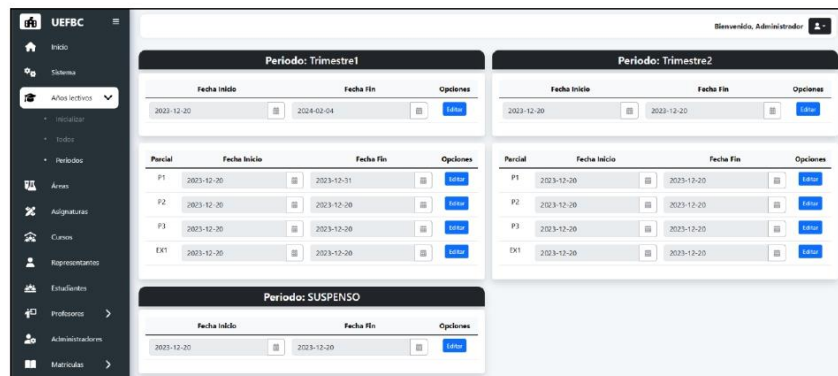 UEFBC
Bienvenido, Administrador
Inicio
Sistema
Años lectivos
Inicializar
Todos
Periodos
Áreas
Asignaturas
Cursos
Representantes
Estudiantes
Profesores
Administradores
Matriculas
Periodo: Trimestre1
Fecha Inicio Fecha Fin Opciones
2023-12-20 2024-02-04 Editar
Parcial Fecha Inicio Fecha Fin Opciones
P1 2023-12-20 2023-12-31 Editar
P2 2023-12-20 2023-12-20 Editar
P3 2023-12-20 2023-12-20 Editar
EX1 2023-12-20 2023-12-20 Editar
Periodo: Trimestre2
Fecha Inicio Fecha Fin Opciones
2023-12-20 2023-12-20 Editar
Parcial Fecha Inicio Fecha Fin Opciones
P1 2023-12-20 2023-12-20 Editar
P2 2023-12-20 2023-12-20 Editar
P3 2023-12-20 2023-12-20 Editar
EX1 2023-12-20 2023-12-20 Editar
Periodo: SUSPENSO
Fecha Inicio Fecha Fin Opciones
2023-12-20 2023-12-20 Editar